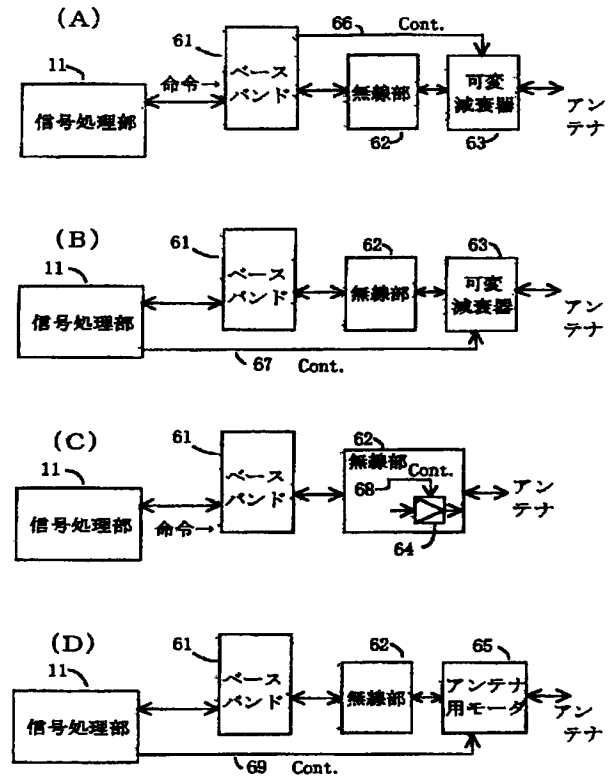 (A)
61
66
Cont.
11
命令→
ベース
バンド
無線部
可変
減衰器
アン
テナ
信号処理部
62
63
(B)
61
62
63
11
ベース
バンド
無線部
可変
減衰器
アン
テナ
信号処理部
67
Cont.
(C)
61
62
11
無線部
ベース
バンド
68
Cont.
アン
テナ
信号処理部
命令→
64
(D)
61
62
65
11
ベース
バンド
無線部
アンテナ
用モータ
アン
テナ
信号処理部
69
Cont.